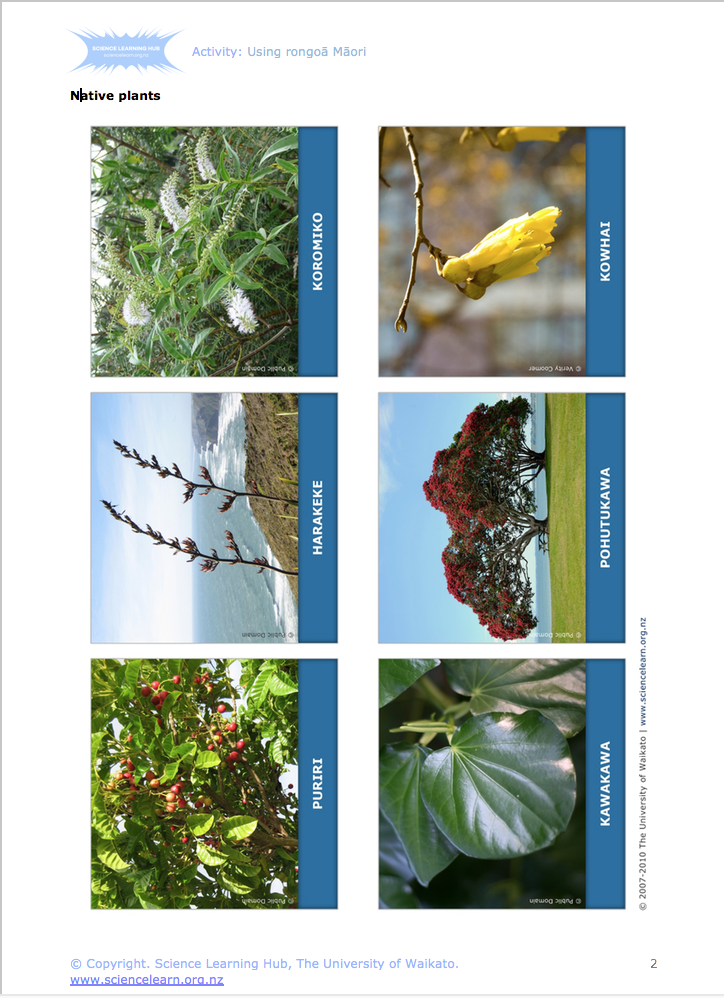 SCIENCE LEARNING HUB
sciencelearn.org.nz
Activity: Using rongoā Māori
Native plants
KOROMIKO
© Public Domain
KOWHAI
© Verity Coomer
HARAKEKE
© Public Domain
POHUTUKAWA
© Public Domain
PURIRI
© Public Domain
KAWAKAWA
© Public Domain
© 2007-2010 The University of Waikato | www.sciencelearn.org.nz
© Copyright. Science Learning Hub, The University of Waikato.
2
www.sciencelearn.org.nz